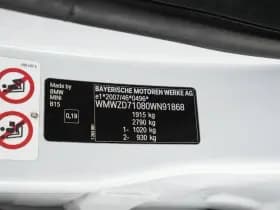 Made by
BMW
MINI
B15
0,19
BAYERISCHE MOTOREN WERKE AG
e1*2007/46*0496*
WMWZD71080WN91868
1915 kg
2790 kg
1- 1020 kg
2- 930 kg